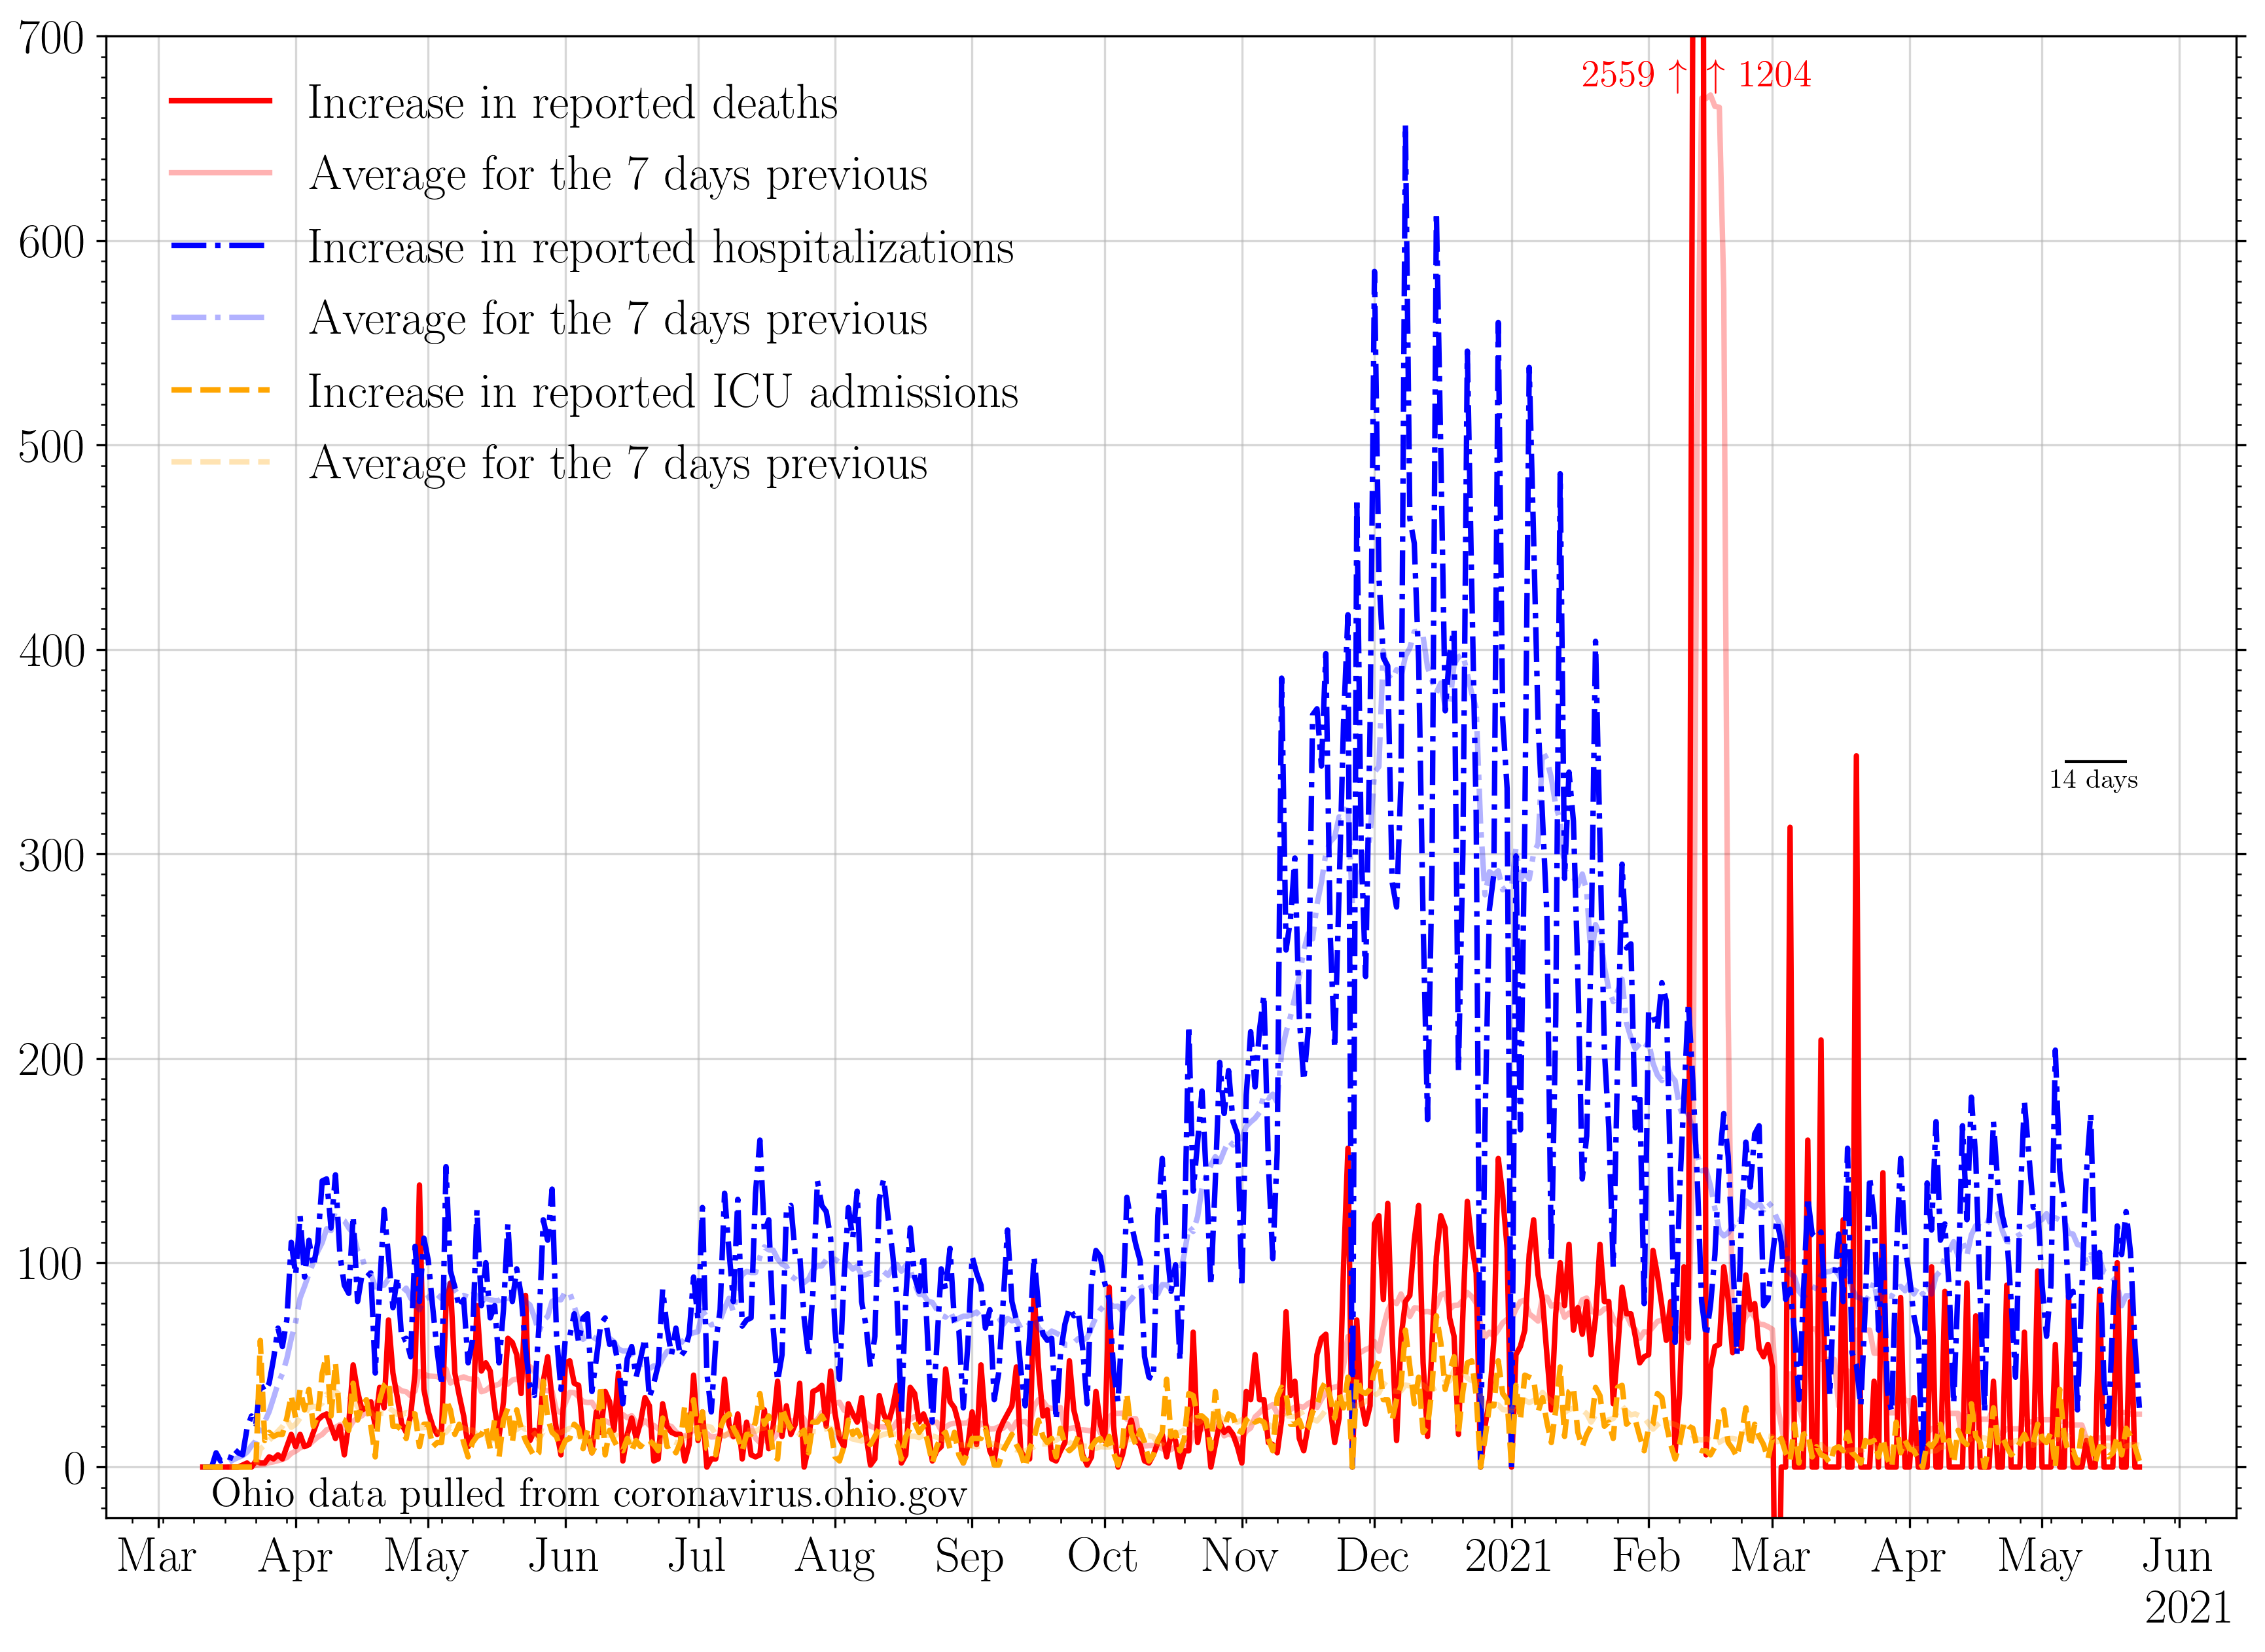 700
600
500
400
300
200
100
0
2559 ↑ ↑ 1204
Increase in reported deaths
Average for the 7 days previous
Increase in reported hospitalizations
Average for the 7 days previous
Increase in reported ICU admissions
Average for the 7 days previous
14 days
Ohio data pulled from coronavirus.ohio.gov
Mar Apr May Jun Jul Aug Sep Oct Nov Dec 2021 Feb Mar Apr May Jun
2021